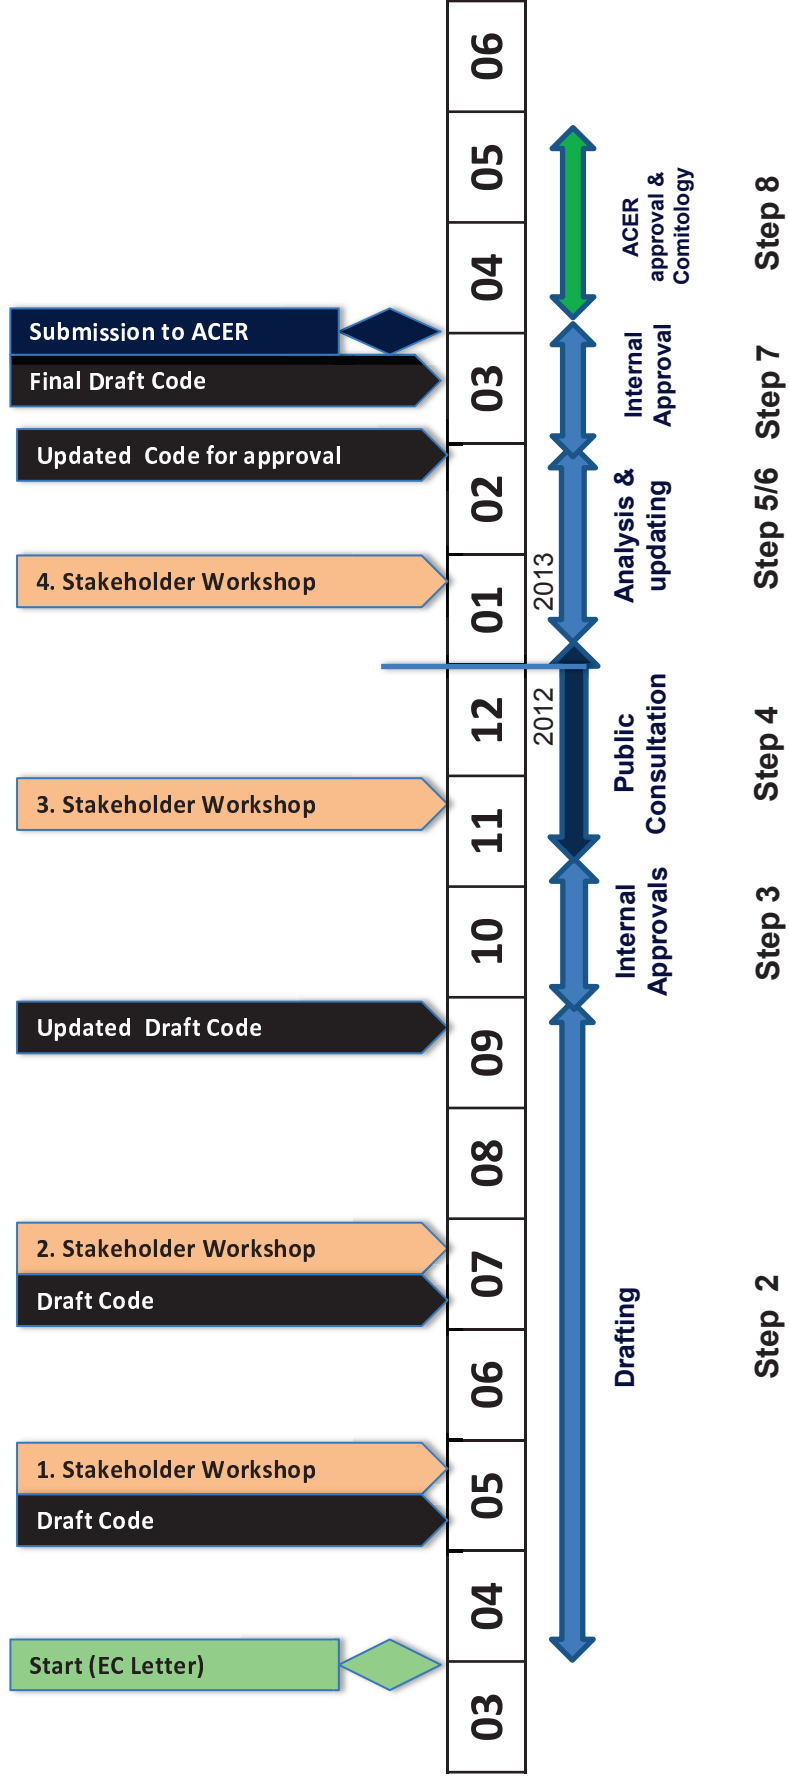 06
05
04
03
02
01
12
11
10
09
08
07
06
05
04
03
2013
2012
Submission to ACER
Final Draft Code
Updated Code for approval
4. Stakeholder Workshop
3. Stakeholder Workshop
Updated Draft Code
2. Stakeholder Workshop
Draft Code
1. Stakeholder Workshop
Draft Code
Start (EC Letter)
ACER
approval &
Comitology
Step 8
Internal
Approval
Step 7
Analysis &
updating
Step 5/6
Public
Consultation
Step 4
Internal
Approvals
Step 3
Drafting
Step 2